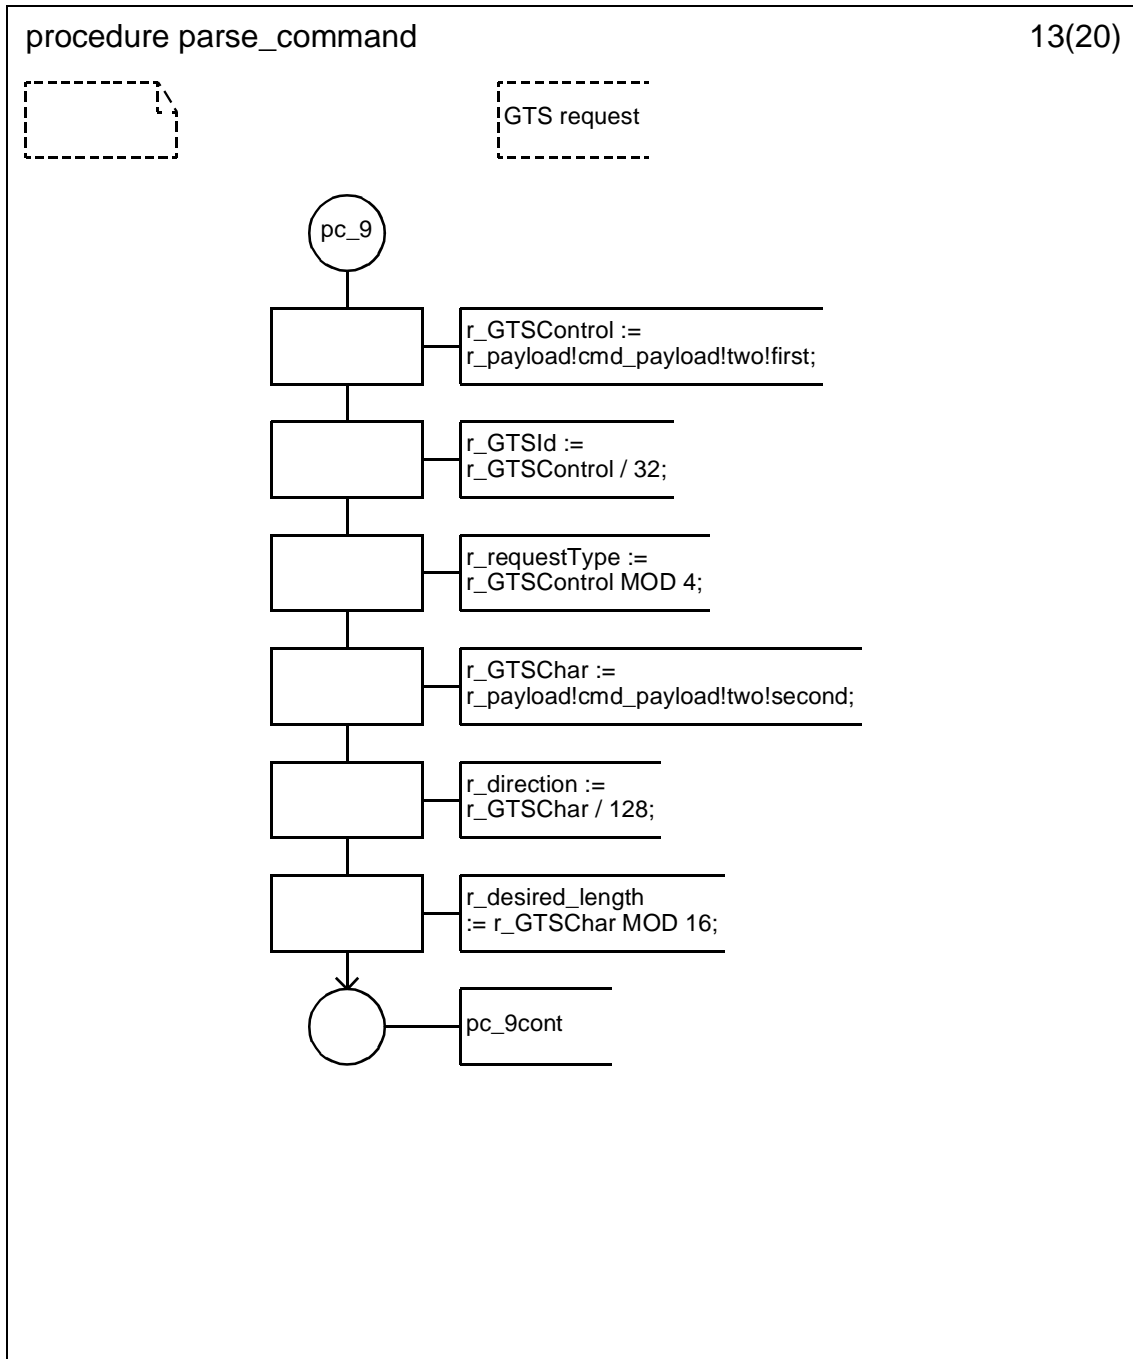 procedure parse_command
13(20)
GTS request
pc_9
r_GTSControl :=
r_payload!cmd_payload!two!first;
r_GTSId :=
r_GTSControl / 32;
r_requestType :=
r_GTSControl MOD 4;
r_GTSChar :=
r_payload!cmd_payload!two!second;
r_direction :=
r_GTSChar / 128;
r_desired_length
:= r_GTSChar MOD 16;
pc_9cont